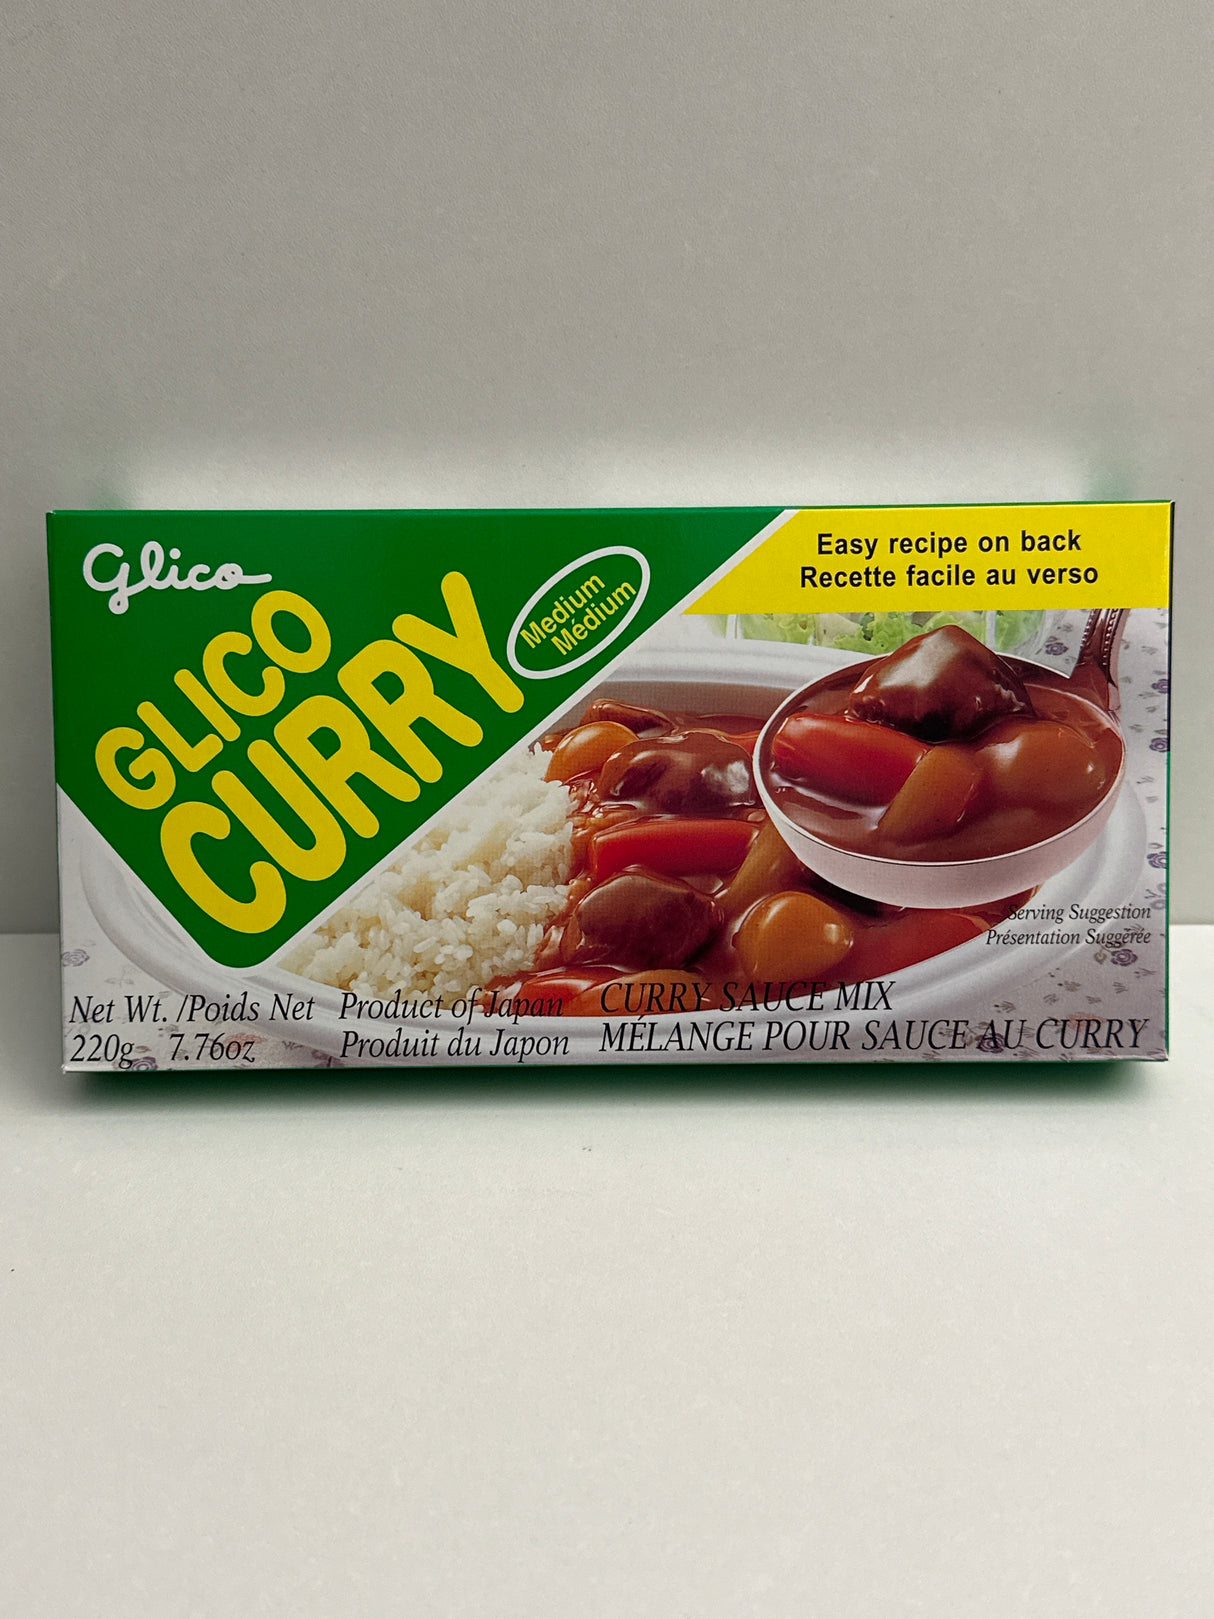 Glico
GLICO
CURRY
Medium
Médium
Easy recipe on back
Recette facile au verso
Serving Suggestion
Présentation Suggérée
Net Wt. /Poids Net
220g 7.76oz
Product of Japan
Produit du Japon
CURRY SAUCE MIX
MÉLANGE POUR SAUCE AU CURRY